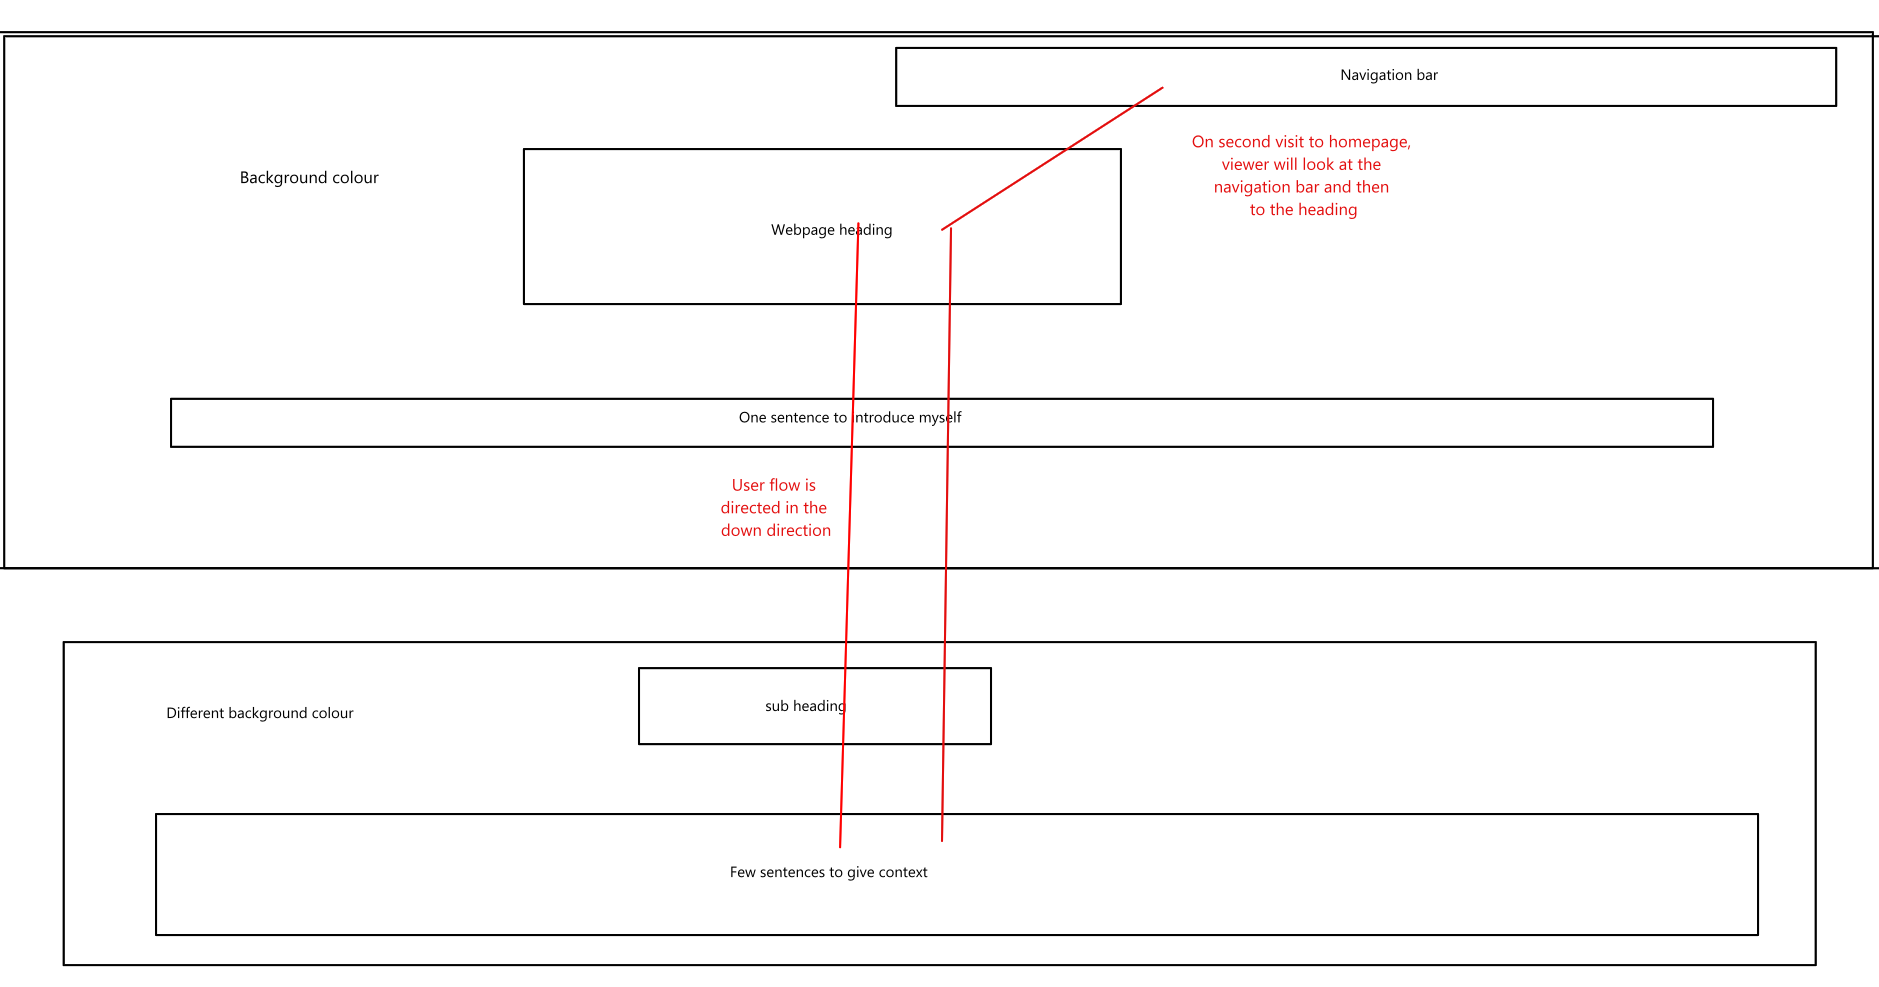 Navigation bar
On second visit to homepage,
viewer will look at the
navigation bar and then
to the heading
Background colour
Webpage heading
One sentence to introduce myself
User flow is
directed in the
down direction
sub heading
Different background colour
Few sentences to give context